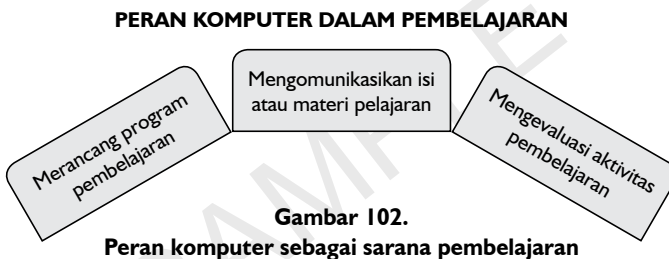 PERAN KOMPUTER DALAM PEMBELAJARAN
Merancang program
pembelajaran
Mengomunikasikan isi
atau materi pelajaran
Mengevaluasi aktivitas
pembelajaran
Gambar 102.
Peran komputer sebagai sarana pembelajaran